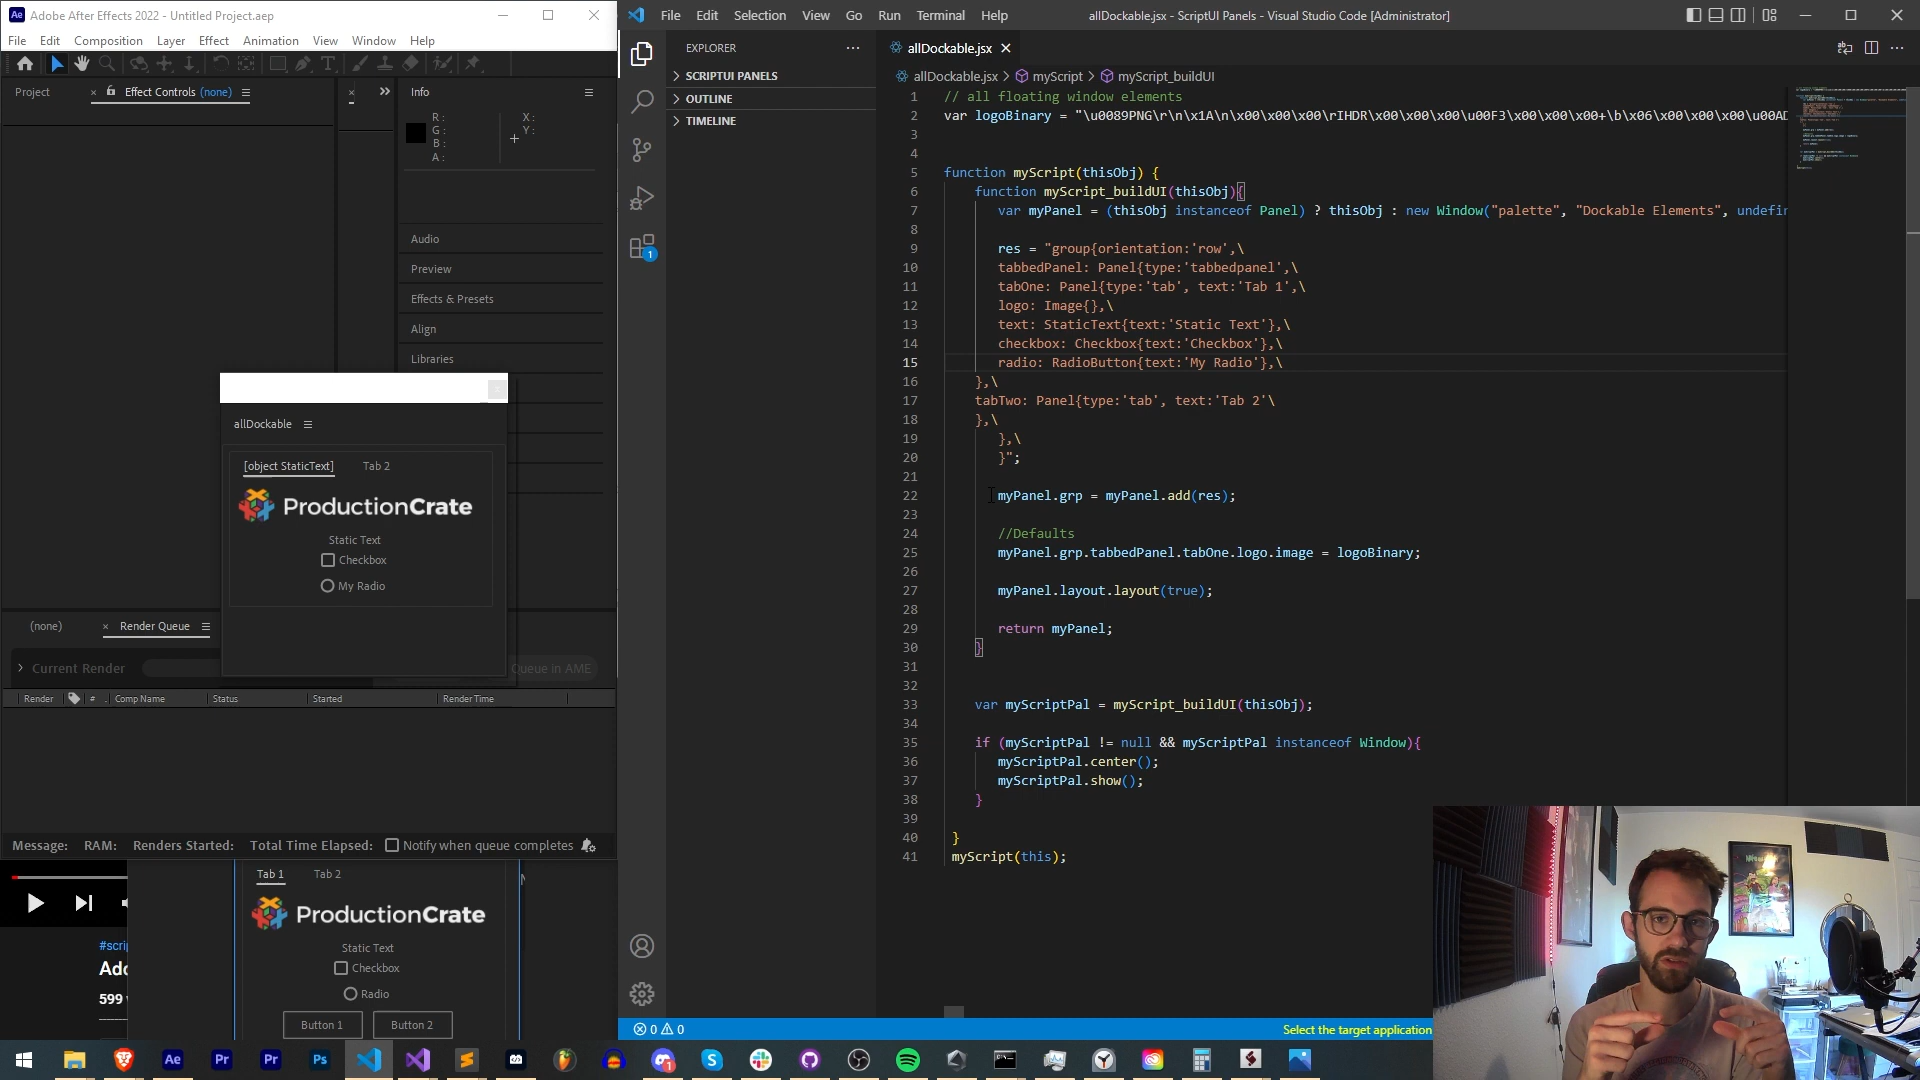 Adobe After Effects 2022 - Untitled Project.aep
File Edit Composition Layer Effect Animation View Window Help
Project
Effect Controls (none)
Info
R:
G:
B:
A:
X:
Y:
Audio
Preview
Effects & Presets
Align
Libraries
allDockable
[object StaticText] Tab 2
ProductionCrate
Static Text
Checkbox
My Radio
(none)
Render Queue
Current Render
Queue in AME
Render # Comp Name Status Started Render Time
Message: RAM: Renders Started: Total Time Elapsed: Notify when queue completes
Tab 1 Tab 2
ProductionCrate
Static Text
Checkbox
Radio
Button 1 Button 2
#scrip
Ado
599
File Edit Selection View Go Run Terminal Help
allDockable.jsx - ScriptUI Panels - Visual Studio Code [Administrator]
EXPLORER
SCRIPTUI PANELS
OUTLINE
TIMELINE
1
allDockable.jsx
allDockable.jsx > myScript > myScript_buildUI
1 // all floating window elements
2 var logoBinary = "\u0089PNG\r\n\x1A\n\x00\x00\x00\rIHDR\x00\x00\x00\u00F3\x00\x00\x00+\b\x06\x00\x00\x00\u00AD
3
4
5 function myScript(thisObj) {
6 function myScript_buildUI(thisObj){
7 var myPanel = (thisObj instanceof Panel) ? thisObj : new Window("palette", "Dockable Elements", undefin
8
9 res = "group{orientation:'row',\
10 tabbedPanel: Panel{type:'tabbedpanel',\
11 tabOne: Panel{type:'tab', text:'Tab 1',\
12 logo: Image{},\
13 text: StaticText{text:'Static Text'},\
14 checkbox: Checkbox{text:'Checkbox'},\
15 radio: RadioButton{text:'My Radio'},\
16 },\
17 tabTwo: Panel{type:'tab', text:'Tab 2'\
18 },\
19 },\
20 }";
21
22 myPanel.grp = myPanel.add(res);
23
24 //Defaults
25 myPanel.grp.tabbedPanel.tabOne.logo.image = logoBinary;
26
27 myPanel.layout.layout(true);
28
29 return myPanel;
30 }
31
32
33 var myScriptPal = myScript_buildUI(thisObj);
34
35 if (myScriptPal != null && myScriptPal instanceof Window){
36 myScriptPal.center();
37 myScriptPal.show();
38 }
39
40 }
41 myScript(this);
0 0
Select the target application
Ae Pr Pr Ps